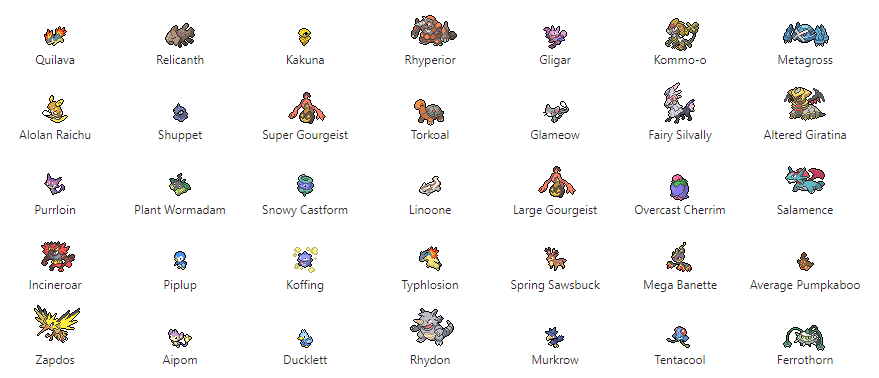 Quilava Relicanth Kakuna Rhyperior Gligar Kommo-o Metagross
Alolan Raichu Shuppet Super Gourgeist Torkoal Glameow Fairy Silvally Altered Giratina
Purrloin Plant Wormadam Snowy Castform Linoone Large Gourgeist Overcast Cherrim Salamence
Incineroar Piplup Koffing Typhlosion Spring Sawsbuck Mega Banette Average Pumpkaboo
Zapdos Aipom Ducklett Rhydon Murkrow Tentacool Ferrothorn